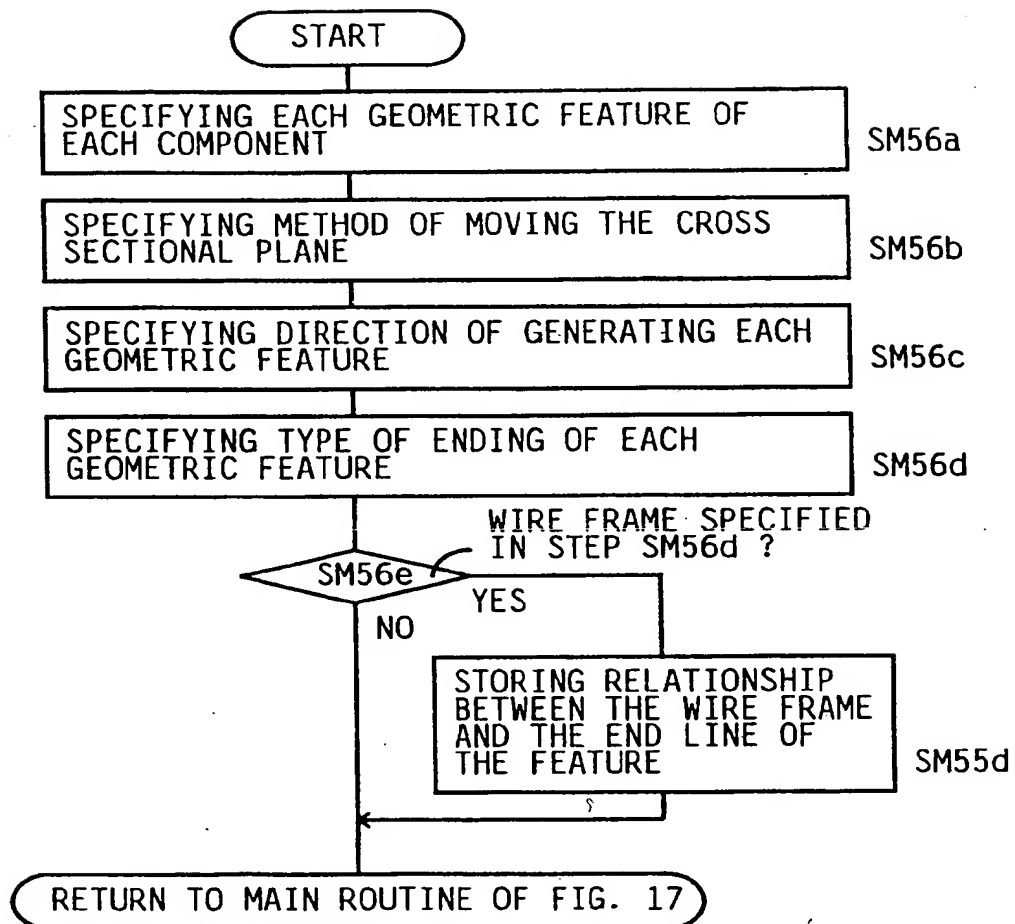 START
SPECIFYING EACH GEOMETRIC FEATURE OF
EACH COMPONENT
SM56a
SPECIFYING METHOD OF MOVING THE CROSS
SECTIONAL PLANE
SM56b
SPECIFYING DIRECTION OF GENERATING EACH
GEOMETRIC FEATURE
SM56c
SPECIFYING TYPE OF ENDING OF EACH
GEOMETRIC FEATURE
SM56d
WIRE FRAME SPECIFIED
IN STEP SM56d ?
SM56e
YES
NO
STORING RELATIONSHIP
BETWEEN THE WIRE FRAME
AND THE END LINE OF
THE FEATURE
SM55d
RETURN TO MAIN ROUTINE OF FIG. 17